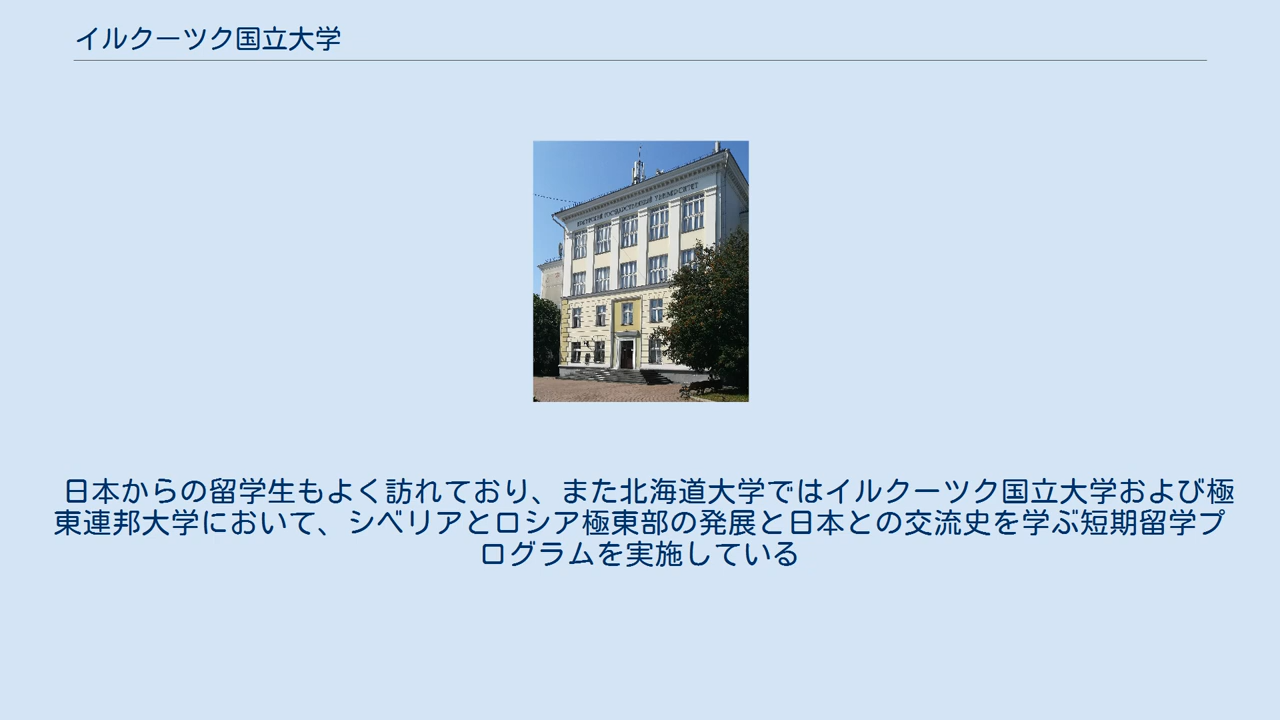 イルクーツク国立大学
ИРКУТСКИЙ ГОСУДАРСТВЕННЫЙ УНИВЕРСИТЕТ
日本からの留学生もよく訪れており、また北海道大学ではイルクーツク国立大学および極
東連邦大学において、シベリアとロシア極東部の発展と日本との交流史を学ぶ短期留学プ
ログラムを実施している